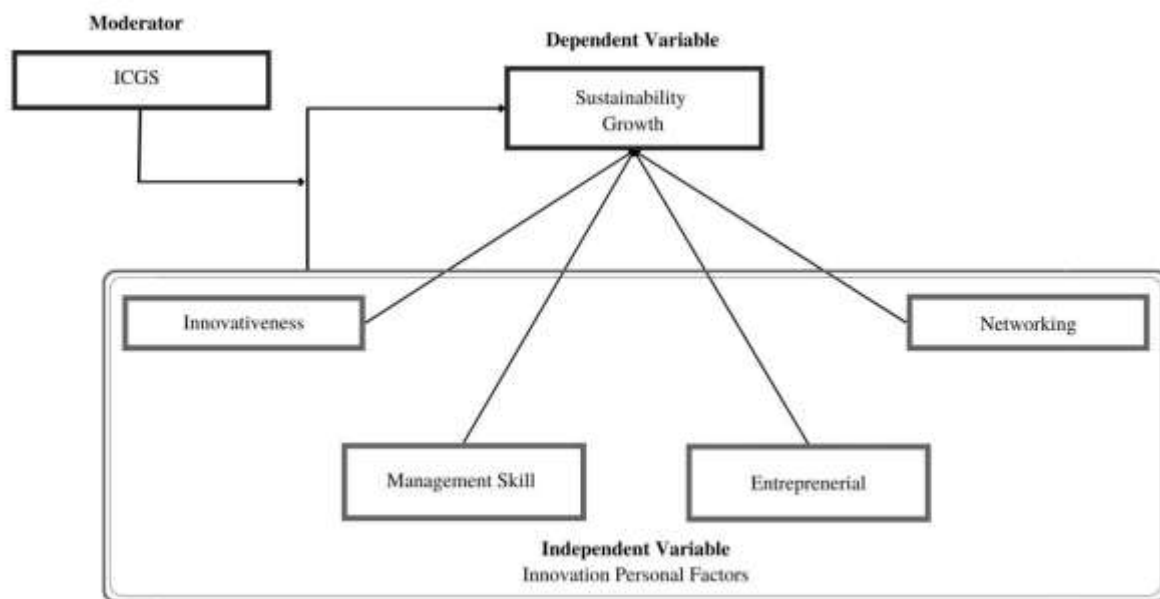 Moderator
ICGS
Dependent Variable
Sustainability
Growth
Innovativeness
Networking
Management Skill
Entreprenerial
Independent Variable
Innovation Personal Factors